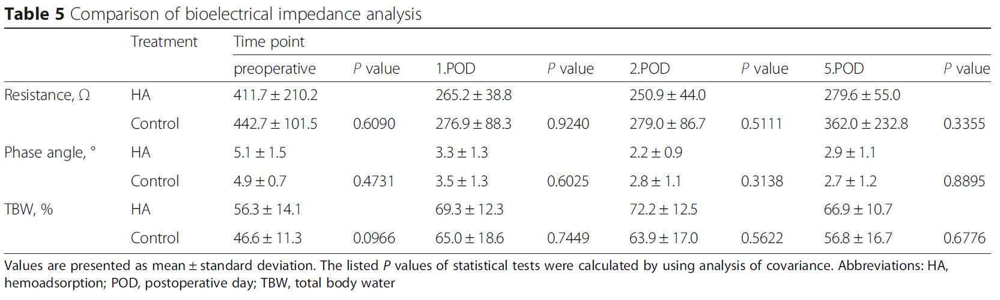 Table 5 Comparison of bioelectrical impedance analysis
Treatment Time point
preoperative P value 1.POD P value 2.POD P value 5.POD P value
Resistance, Ω HA 411.7 ± 210.2 265.2 ± 38.8 250.9 ± 44.0 279.6 ± 55.0
Control 442.7 ± 101.5 0.6090 276.9 ± 88.3 0.9240 279.0 ± 86.7 0.5111 362.0 ± 232.8 0.3355
Phase angle, ° HA 5.1 ± 1.5 3.3 ± 1.3 2.2 ± 0.9 2.9 ± 1.1
Control 4.9 ± 0.7 0.4731 3.5 ± 1.3 0.6025 2.8 ± 1.1 0.3138 2.7 ± 1.2 0.8895
TBW, % HA 56.3 ± 14.1 69.3 ± 12.3 72.2 ± 12.5 66.9 ± 10.7
Control 46.6 ± 11.3 0.0966 65.0 ± 18.6 0.7449 63.9 ± 17.0 0.5622 56.8 ± 16.7 0.6776
Values are presented as mean ± standard deviation. The listed P values of statistical tests were calculated by using analysis of covariance. Abbreviations: HA,
hemoadsorption; POD, postoperative day; TBW, total body water